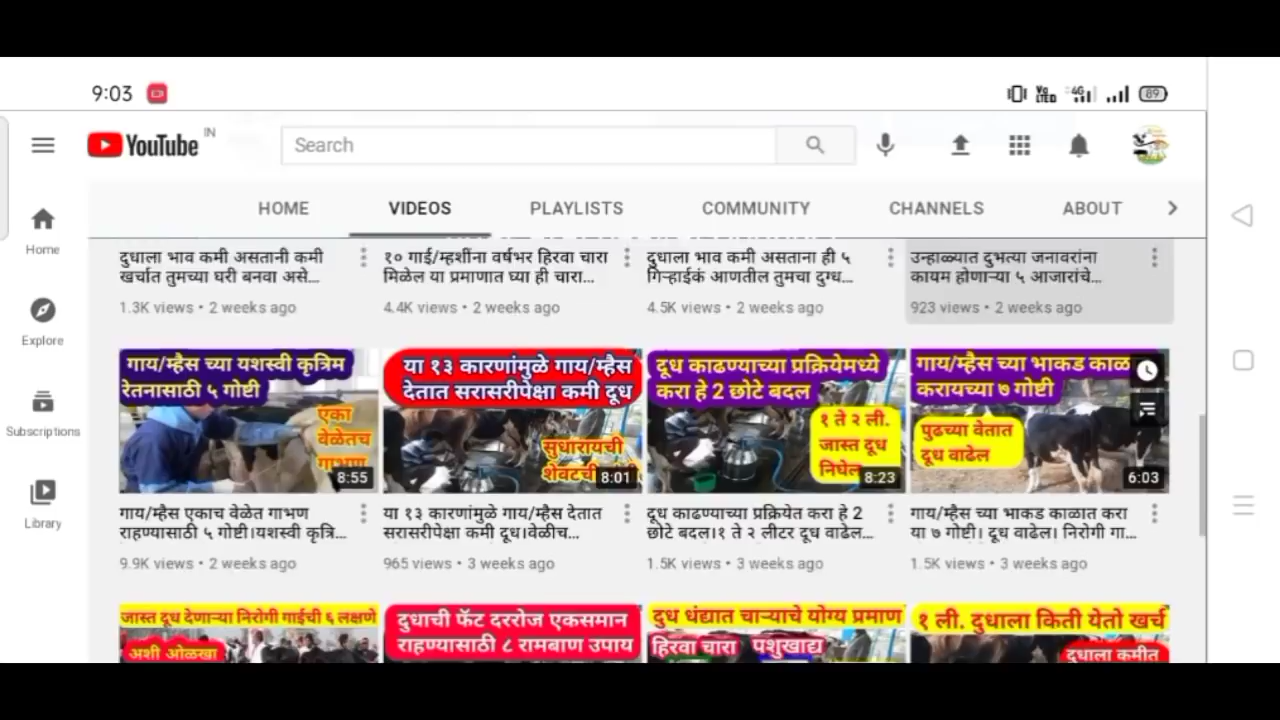 9:03
Vo LTED 4G 89
YouTube IN
Search
HOME VIDEOS PLAYLISTS COMMUNITY CHANNELS ABOUT
Home
Explore
Subscriptions
Library
दुधाला भाव कमी असतानी कमी
खर्चात तुमच्या घरी बनवा असे...
1.3K views • 2 weeks ago
१० गाई/म्हशींना वर्षभर हिरवा चारा
मिळेल या प्रमाणात घ्या ही चारा...
4.4K views • 2 weeks ago
दुधाला भाव कमी असताना ही ५
गिऱ्हाईकं आणतील तुमचा दुग्ध...
4.5K views • 2 weeks ago
उन्हाळ्यात दुभत्या जनावरांना
कायम होणाऱ्या ५ आजारांचे...
923 views • 2 weeks ago
गाय/म्हैस च्या यशस्वी कृत्रिम
रेतनासाठी ५ गोष्टी
एका
वेळेतच
गाभण
8:55
गाय/म्हैस एकाच वेळेत गाभण
राहण्यासाठी ५ गोष्टी।यशस्वी कृत्रि...
9.9K views • 2 weeks ago
या १३ कारणांमुळे गाय/म्हैस
देतात सरासरीपेक्षा कमी दूध
सुधारायची
शेवटची
8:01
या १३ कारणांमुळे गाय/म्हैस देतात
सरासरीपेक्षा कमी दूध।वेळीच...
965 views • 3 weeks ago
दूध काढण्याच्या प्रक्रियेमध्ये
करा हे 2 छोटे बदल
१ ते २ ली.
जास्त दूध
निघेल
8:23
दूध काढण्याच्या प्रक्रियेत करा हे 2
छोटे बदल।१ ते २ लीटर दूध वाढेल...
1.5K views • 3 weeks ago
गाय/म्हैस च्या भाकड काळ
करायच्या ७ गोष्टी
पुढच्या वेतात
दूध वाढेल
6:03
गाय/म्हैस च्या भाकड काळात करा
या ७ गोष्टी। दूध वाढेल। निरोगी गा...
1.5K views • 3 weeks ago
जास्त दूध देणाऱ्या निरोगी गाईची ६ लक्षणे
अशी ओळखा
दुधाची फॅट दररोज एकसमान
राहण्यासाठी ८ रामबाण उपाय
दुध धंद्यात चाऱ्याचे योग्य प्रमाण
हिरवा चारा पशुखाद्य
१ ली. दुधाला किती येतो खर्च
दुधाला कमीत